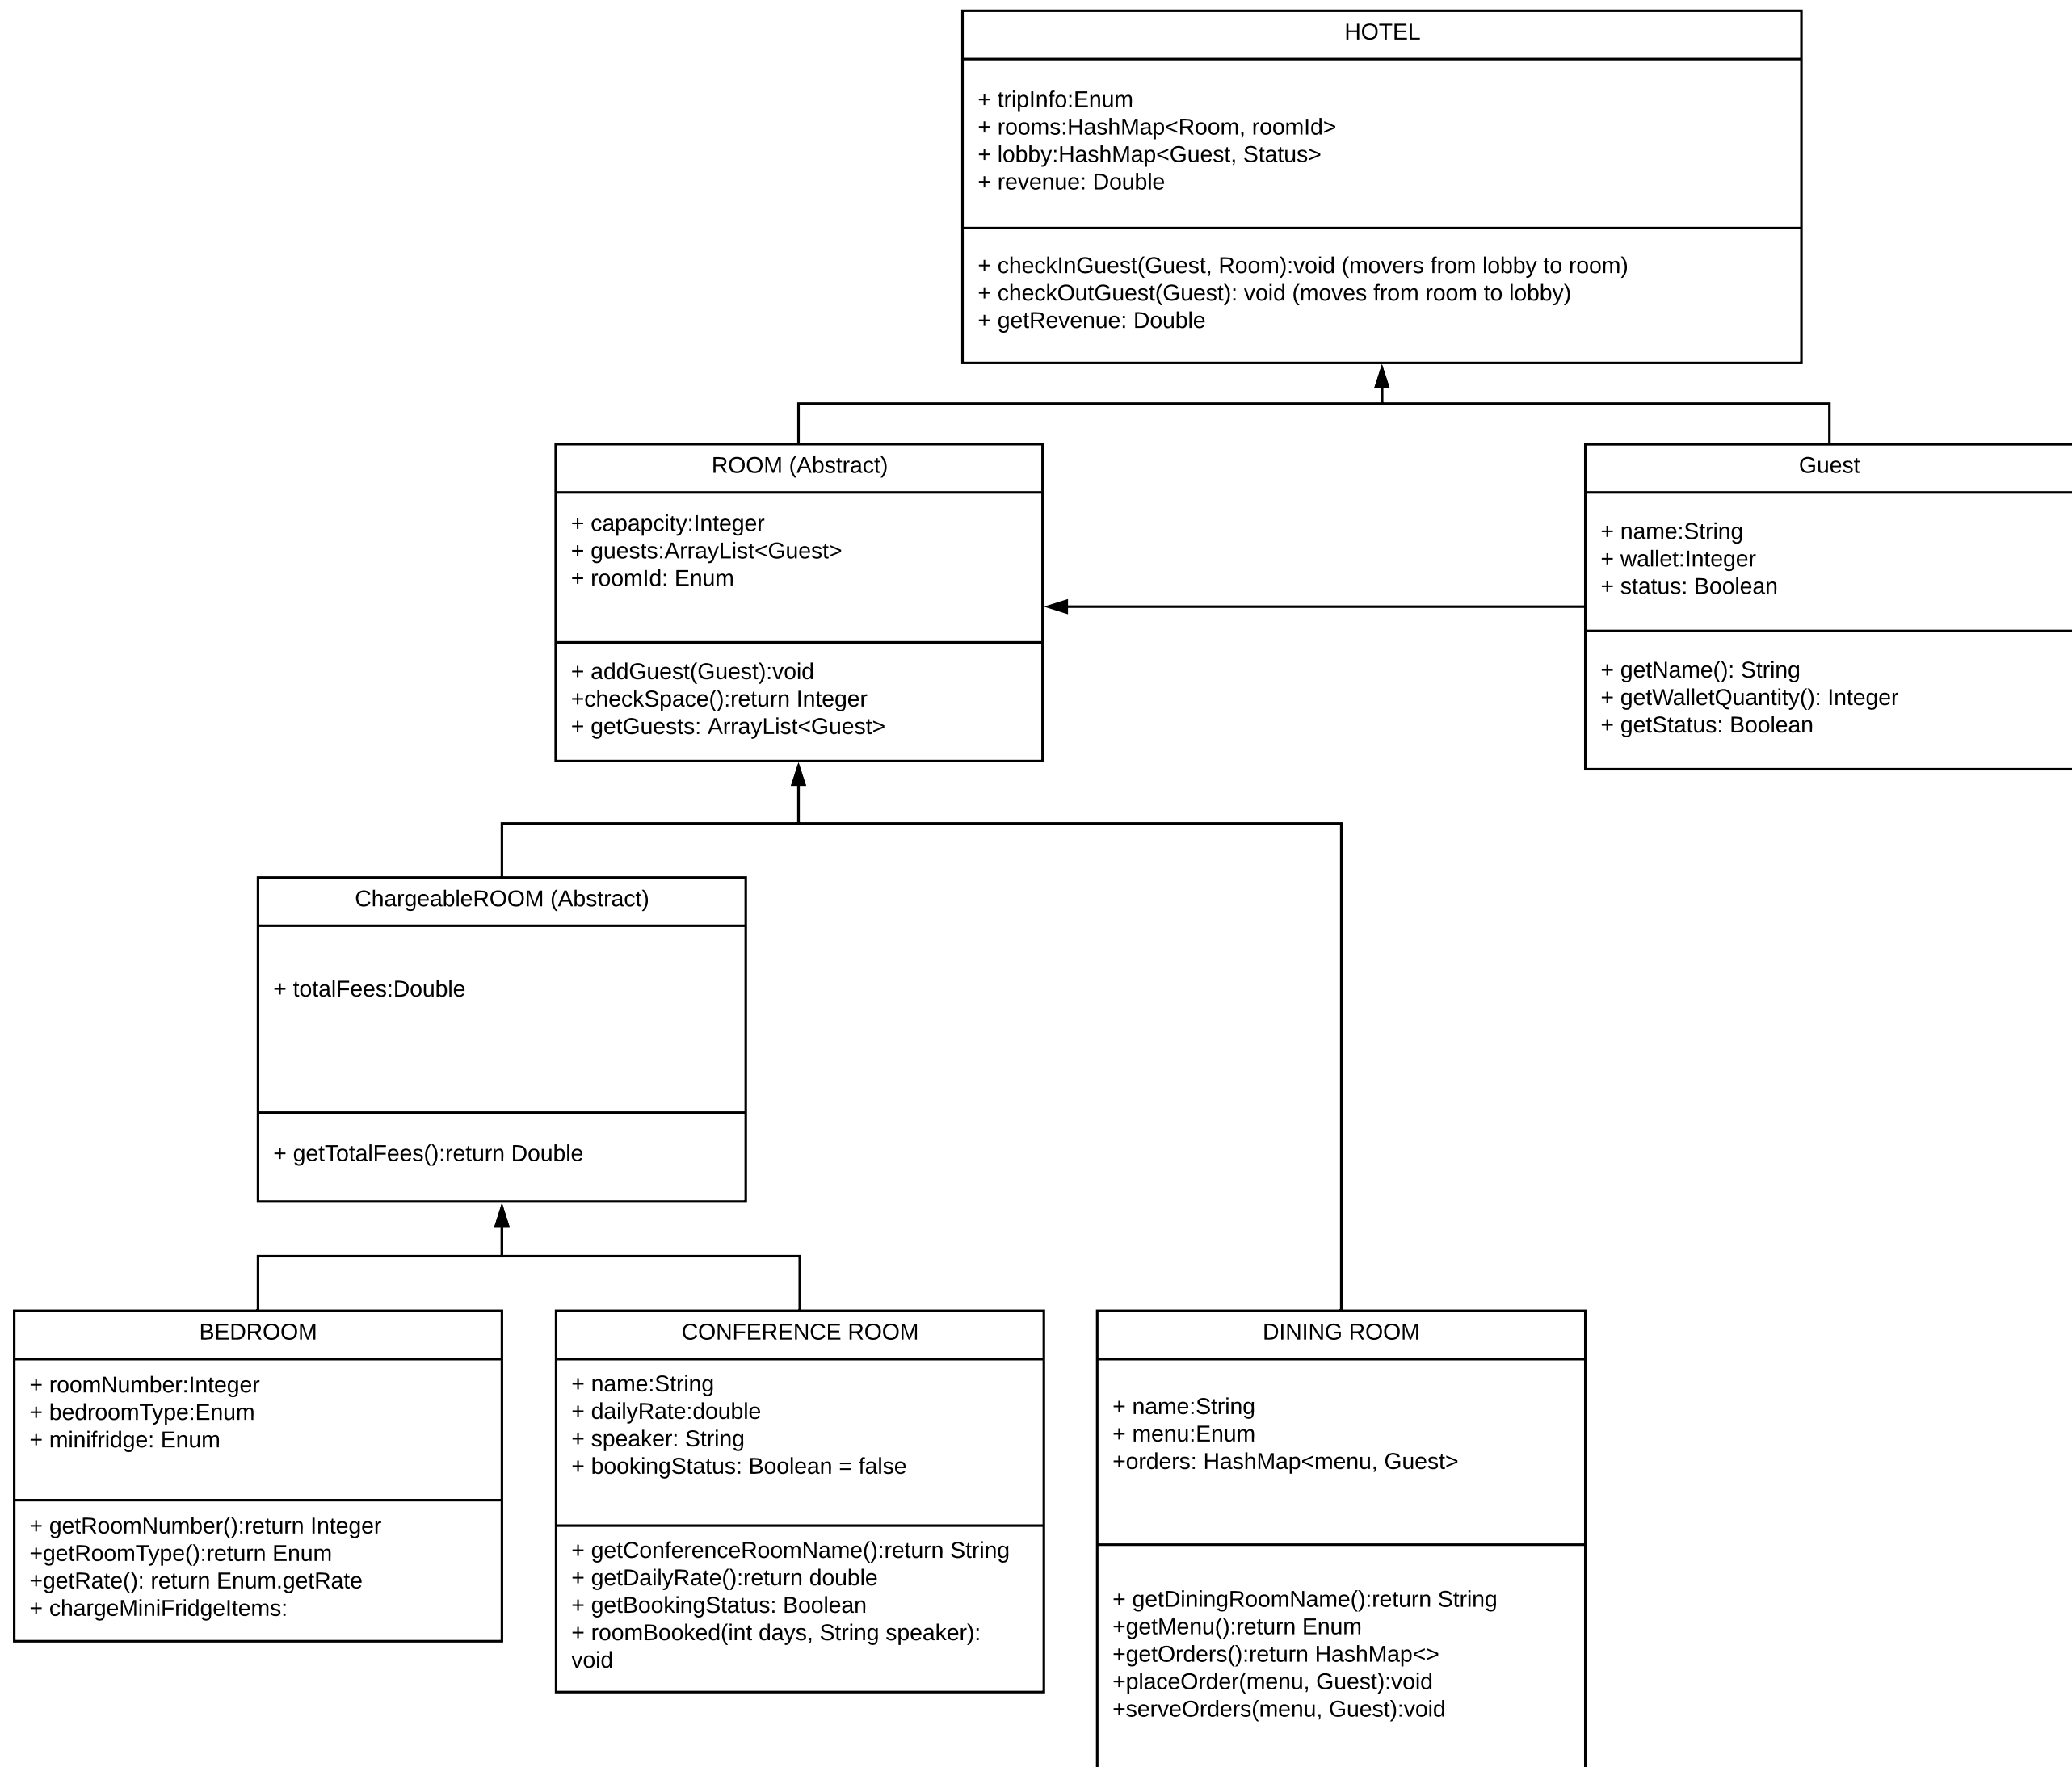 HOTEL
+ tripInfo:Enum
+ rooms:HashMap<Room, roomId>
+ lobby:HashMap<Guest, Status>
+ revenue: Double
+ checkInGuest(Guest, Room):void (movers from lobby to room)
+ checkOutGuest(Guest): void (moves from room to lobby)
+ getRevenue: Double
ROOM (Abstract)
+ capapcity:Integer
+ guests:ArrayList<Guest>
+ roomId: Enum
+ addGuest(Guest):void
+checkSpace():return Integer
+ getGuests: ArrayList<Guest>
Guest
+ name:String
+ wallet:Integer
+ status: Boolean
+ getName(): String
+ getWalletQuantity(): Integer
+ getStatus: Boolean
ChargeableROOM (Abstract)
+ totalFees:Double
+ getTotalFees():return Double
BEDROOM
+ roomNumber:Integer
+ bedroomType:Enum
+ minifridge: Enum
+ getRoomNumber():return Integer
+getRoomType():return Enum
+getRate(): return Enum.getRate
+ chargeMiniFridgeItems:
CONFERENCE ROOM
+ name:String
+ dailyRate:double
+ speaker: String
+ bookingStatus: Boolean = false
+ getConferenceRoomName():return String
+ getDailyRate():return double
+ getBookingStatus: Boolean
+ roomBooked(int days, String speaker):
void
DINING ROOM
+ name:String
+ menu:Enum
+orders: HashMap<menu, Guest>
+ getDiningRoomName():return String
+getMenu():return Enum
+getOrders():return HashMap<>
+placeOrder(menu, Guest):void
+serveOrders(menu, Guest):void